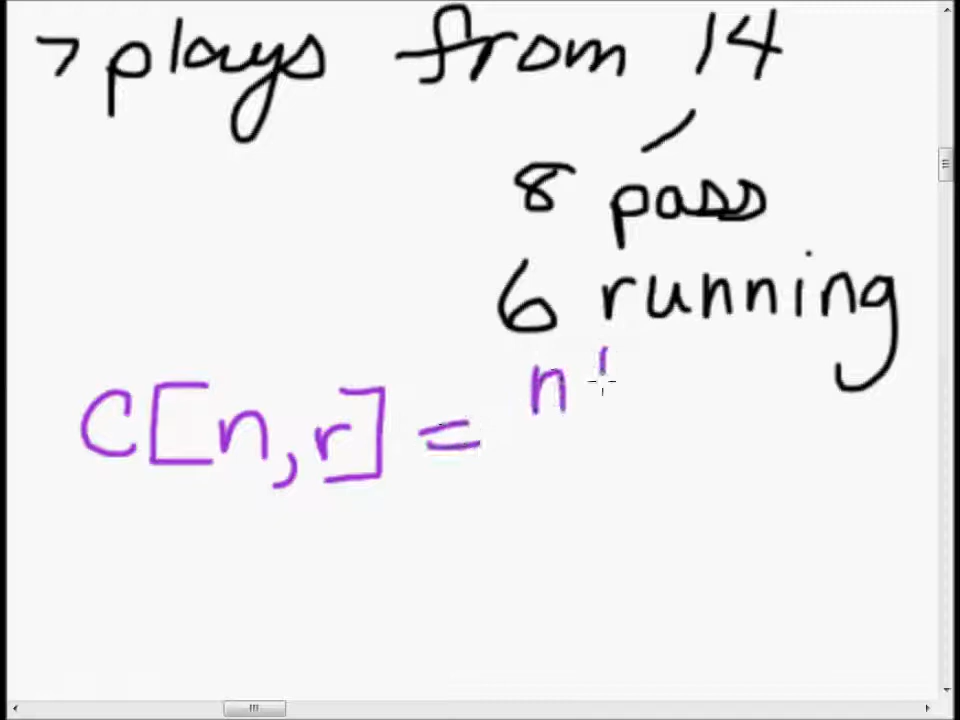 7 plays from 14
8 pass
6 running
C[n,r] = n!